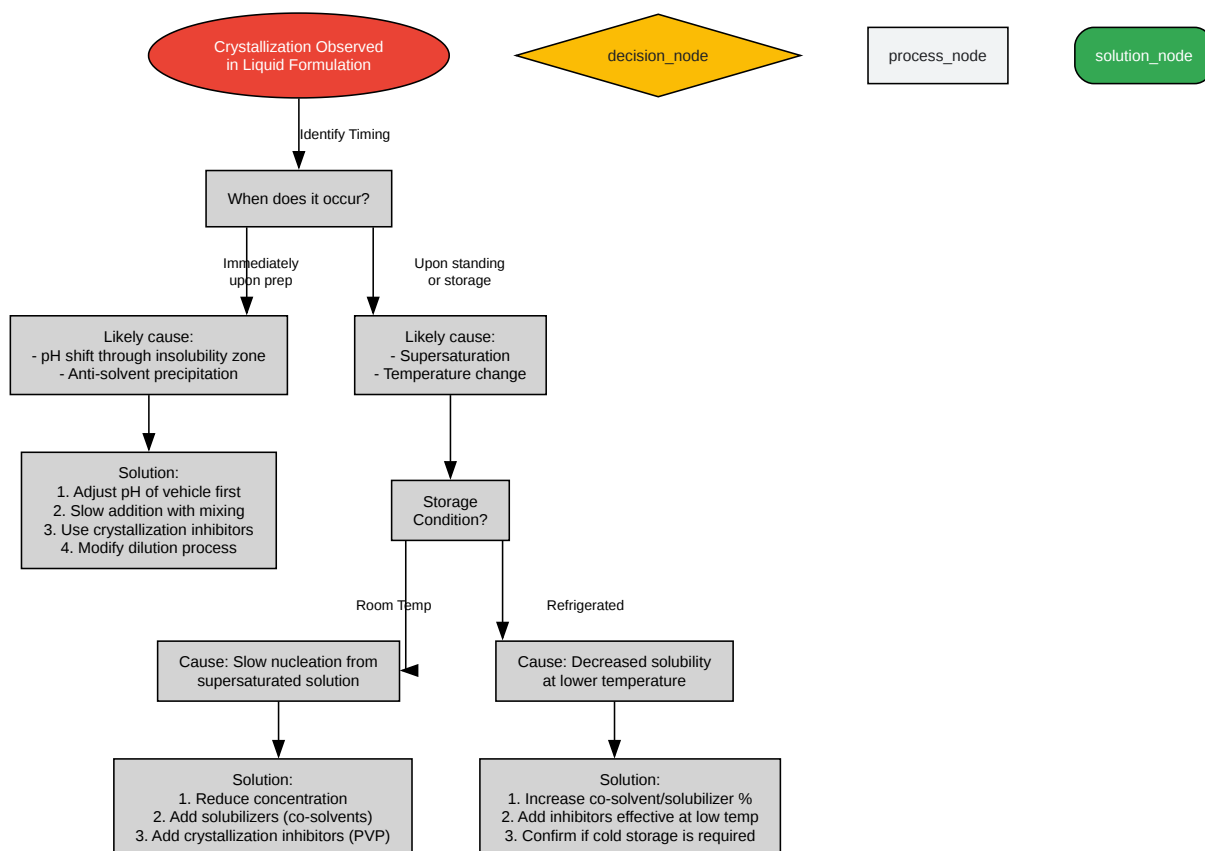 Crystallization Observed
in Liquid Formulation
decision_node
process_node
solution_node
Identify Timing
When does it occur?
Immediately
upon prep
Upon standing
or storage
Likely cause:
- pH shift through insolubility zone
- Anti-solvent precipitation
Likely cause:
- Supersaturation
- Temperature change
Solution:
1. Adjust pH of vehicle first
2. Slow addition with mixing
3. Use crystallization inhibitors
4. Modify dilution process
Storage
Condition?
Room Temp
Refrigerated
Cause: Slow nucleation from
supersaturated solution
Cause: Decreased solubility
at lower temperature
Solution:
1. Reduce concentration
2. Add solubilizers (co-solvents)
3. Add crystallization inhibitors (PVP)
Solution:
1. Increase co-solvent/solubilizer %
2. Add inhibitors effective at low temp
3. Confirm if cold storage is required